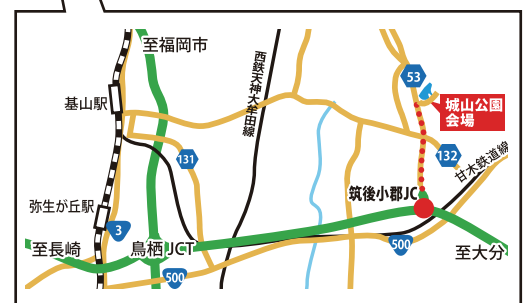 至福岡市
西鉄天神大牟田線
53
城山公園
会場
基山駅
131
132
甘木鉄道線
筑後小郡JC
弥生が丘駅
3
至長崎
鳥栖JCT
500
500
至大分